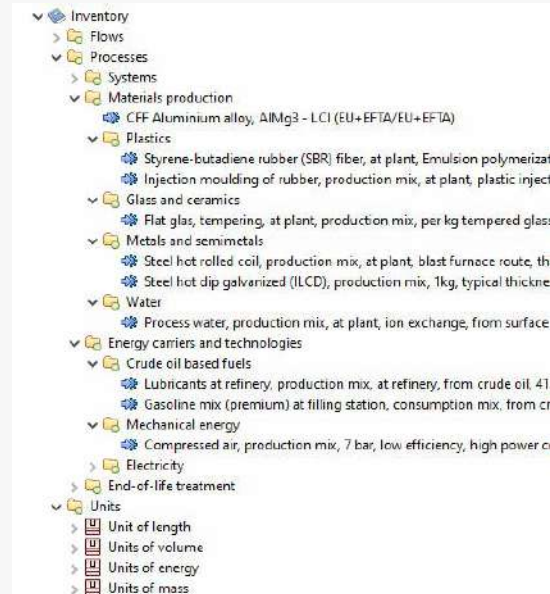 Inventory
Flows
Processes
Systems
Materials production
CFF Aluminium alloy, AlMg3 - LCI (EU+EFTA/EU+EFTA)
Plastics
Styrene-butadiene rubber (SBR) fiber, at plant, Emulsion polymerizat
Injection moulding of rubber, production mix, at plant, plastic inject
Glass and ceramics
Flat glas, tempering, at plant, production mix, per kg tempered glass
Metals and semimetals
Steel hot rolled coil, production mix, at plant, blast furnace route, th
Steel hot dip galvanized (ILCD), production mix, 1kg, typical thickne
Water
Process water, production mix, at plant, ion exchange, from surface
Energy carriers and technologies
Crude oil based fuels
Lubricants at refinery, production mix, at refinery, from crude oil, 41
Gasoline mix (premium) at filling station, consumption mix, from cr
Mechanical energy
Compressed air, production mix, 7 bar, low efficiency, high power c
Electricity
End-of-life treatment
Units
Unit of length
Units of volume
Units of energy
Units of mass